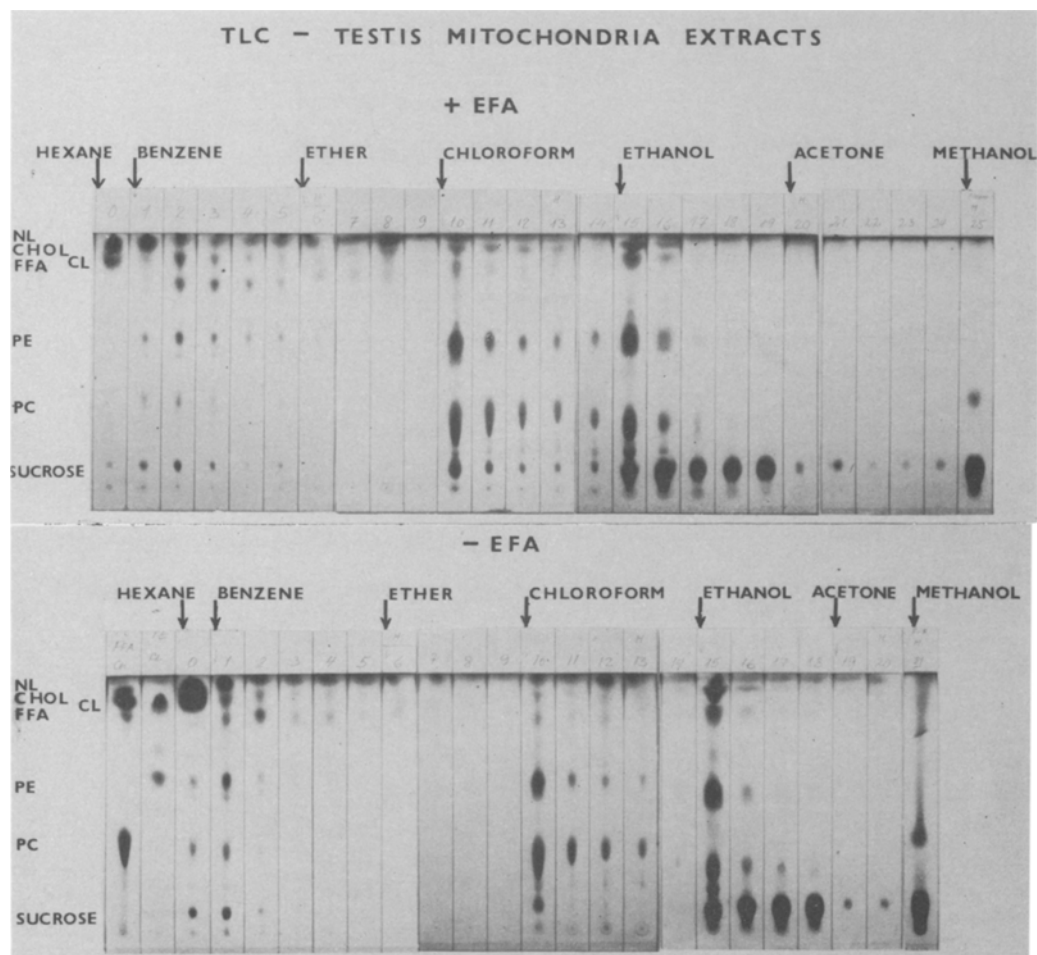 TLC - TESTIS MITOCHONDRIA EXTRACTS
+ EFA
HEXANE BENZENE ETHER CHLOROFORM ETHANOL ACETONE METHANOL
0 1 2 3 4 5 6 7 8 9 10 11 12 13 14 15 16 17 18 19 20 21 22 23 24 25
NL
CHOL
FFA CL
PE
PC
SUCROSE
- EFA
HEXANE BENZENE ETHER CHLOROFORM ETHANOL ACETONE METHANOL
0 1 2 3 4 5 6 7 8 9 10 11 12 13 14 15 16 17 18 19 20 21
NL
CHOL
FFA CL
PE
PC
SUCROSE